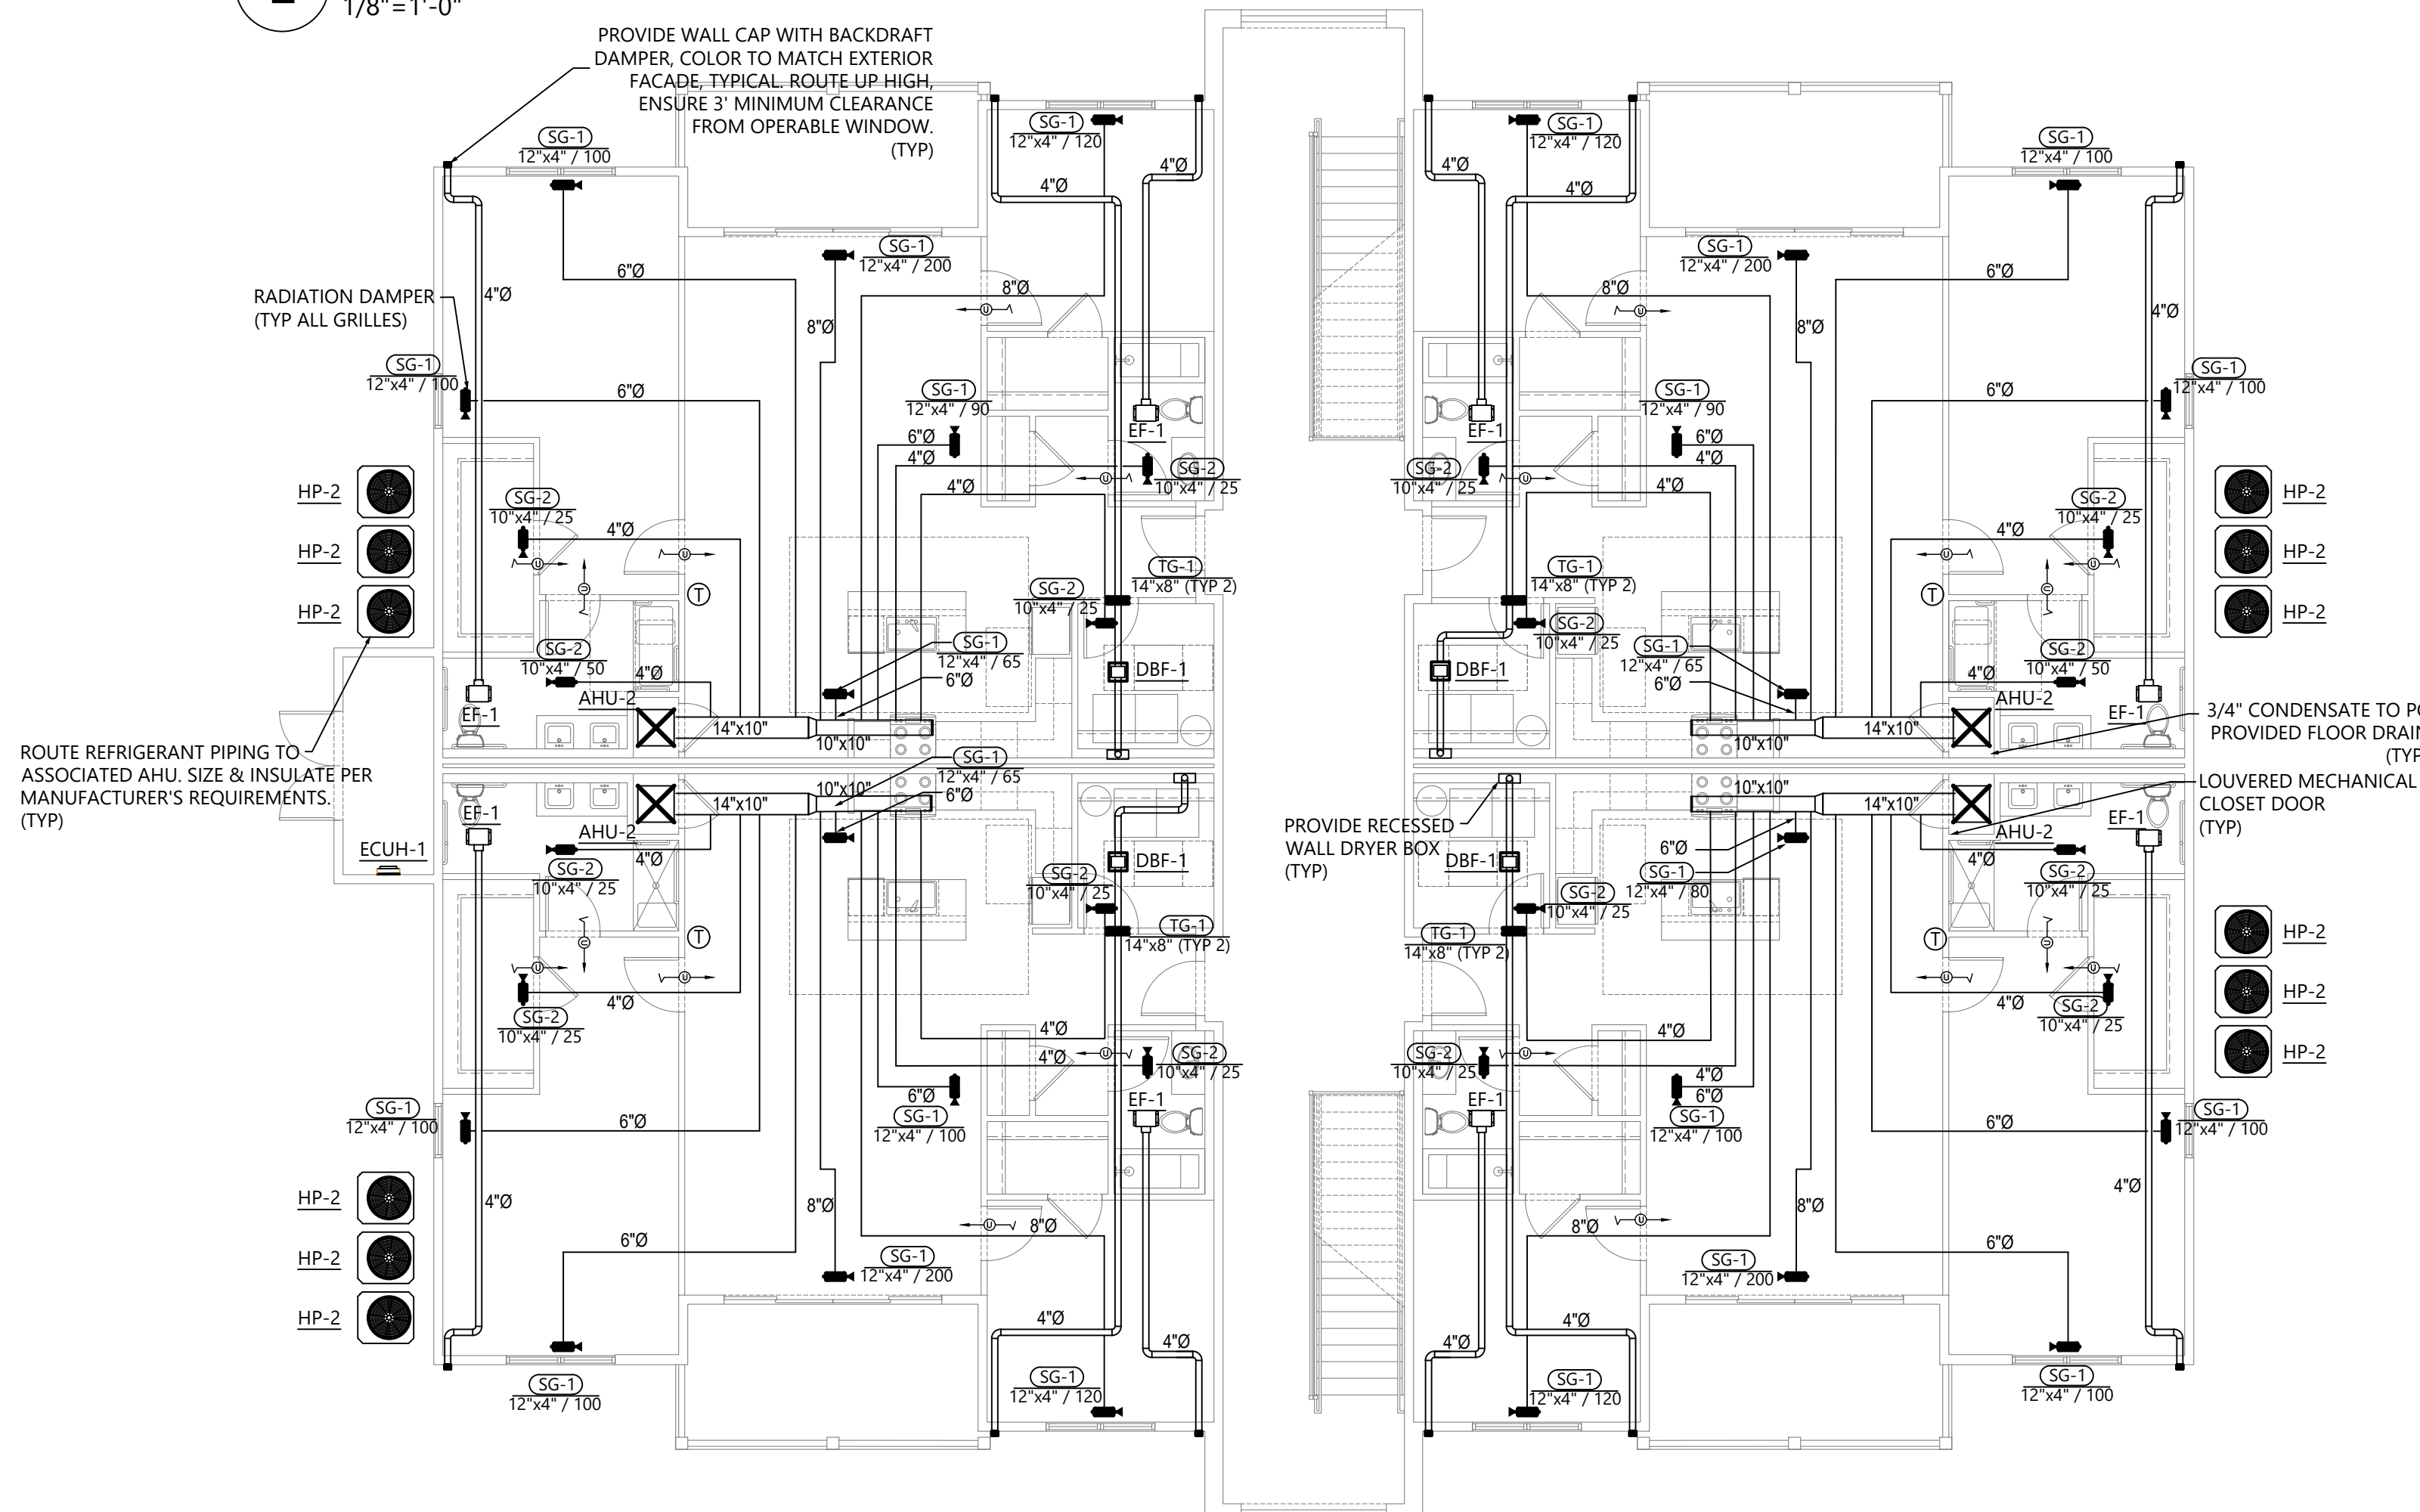 1/8"=1'-0"
PROVIDE WALL CAP WITH BACKDRAFT
DAMPER, COLOR TO MATCH EXTERIOR
FACADE, TYPICAL. ROUTE UP HIGH,
ENSURE 3' MINIMUM CLEARANCE
FROM OPERABLE WINDOW.
(TYP)
SG-1
12"x4" / 100
SG-1
12"x4" / 120
SG-1
12"x4" / 120
SG-1
12"x4" / 100
4"Ø
4"Ø
4"Ø
4"Ø
SG-1
12"x4" / 200
SG-1
12"x4" / 200
6"Ø
8"Ø
8"Ø
6"Ø
RADIATION DAMPER
(TYP ALL GRILLES)
4"Ø
8"Ø
8"Ø
4"Ø
SG-1
12"x4" / 100
6"Ø
SG-1
12"x4" / 90
SG-1
12"x4" / 90
6"Ø
SG-1
12"x4" / 100
EF-1
EF-1
6"Ø
4"Ø
4"Ø
6"Ø
4"Ø
4"Ø
U
U
U
U
SG-2
10"x4" / 25
SG-2
10"x4" / 25
HP-2
HP-2
HP-2
SG-2
10"x4" / 25
4"Ø
U
U
U
T
SG-2
10"x4" / 25
4"Ø
U
U
U
T
HP-2
HP-2
HP-2
TG-1
14"x8" (TYP 2)
SG-2
10"x4" / 25
TG-1
14"x8" (TYP 2)
SG-2
10"x4" / 25
SG-2
10"x4" / 50
4"Ø
SG-1
12"x4" / 65
6"Ø
DBF-1
DBF-1
SG-1
12"x4" / 65
6"Ø
SG-2
10"x4" / 50
4"Ø
EF-1
AHU-2
14"x10"
10"x10"
10"x10"
14"x10"
AHU-2
EF-1
3/4" CONDENSATE TO
PROVIDED FLOOR
ROUTE REFRIGERANT PIPING TO
ASSOCIATED AHU. SIZE & INSULATE PER
MANUFACTURER'S REQUIREMENTS.
(TYP)
LOUVERED MECHANICAL
CLOSET DOOR
(TYP)
SG-1
12"x4" / 65
6"Ø
EF-1
AHU-2
14"x10"
10"x10"
10"x10"
14"x10"
AHU-2
EF-1
PROVIDE RECESSED
WALL DRYER BOX
(TYP)
ECUH-1
4"Ø
SG-2
10"x4" / 25
DBF-1
SG-2
10"x4" / 25
DBF-1
6"Ø
SG-1
12"x4" / 80
SG-2
10"x4" / 25
4"Ø
SG-2
10"x4" / 25
TG-1
14"x8" (TYP 2)
TG-1
14"x8" (TYP 2)
T
T
U
U
U
U
U
U
HP-2
HP-2
HP-2
4"Ø
SG-2
10"x4" / 25
4"Ø
SG-2
10"x4" / 25
4"Ø
4"Ø
4"Ø
4"Ø
U
U
SG-2
10"x4" / 25
SG-2
10"x4" / 25
6"Ø
SG-1
12"x4" / 100
EF-1
EF-1
6"Ø
SG-1
12"x4" / 100
SG-1
12"x4" / 100
6"Ø
6"Ø
SG-1
12"x4" / 100
HP-2
HP-2
HP-2
4"Ø
8"Ø
8"Ø
4"Ø
U
8"Ø
8"Ø
U
6"Ø
6"Ø
SG-1
12"x4" / 200
SG-1
12"x4" / 200
4"Ø
4"Ø
4"Ø
4"Ø
SG-1
12"x4" / 100
SG-1
12"x4" / 120
SG-1
12"x4" / 120
SG-1
12"x4" / 100